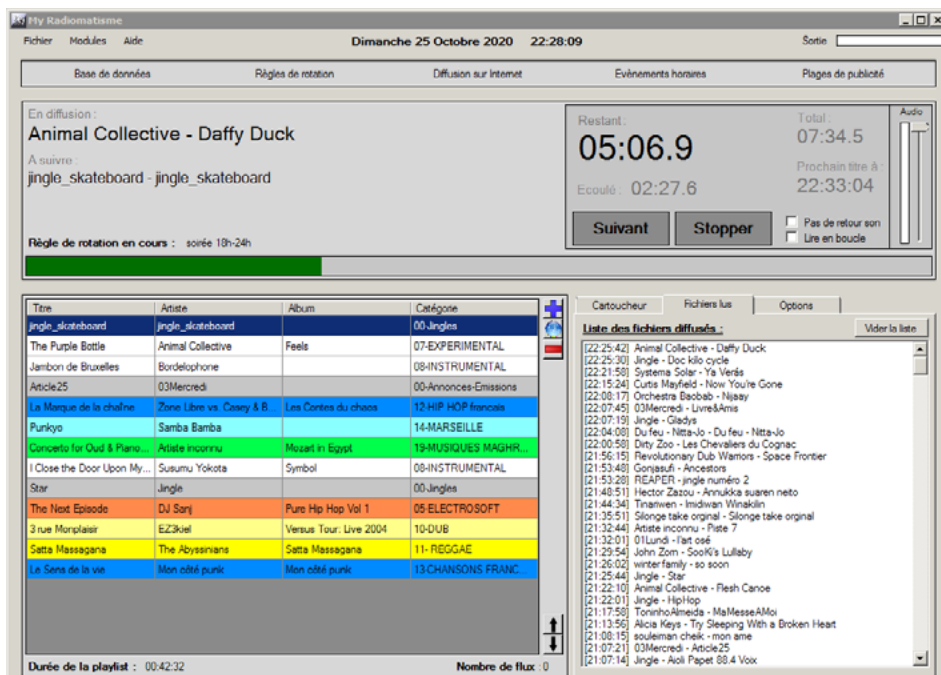 My Radiomatisme
Fichier Modules Aide Dimanche 25 Octobre 2020 22:28:09 Sortie
Base de données Règles de rotation Diffusion sur Internet Evènements horaires Plages de publicité
En diffusion :
Animal Collective - Daffy Duck
A suivre :
jingle_skateboard - jingle_skateboard
Règle de rotation en cours : soirée 18h-24h
Restant :
05:06.9
Ecoulé : 02:27.6
Total :
07:34.5
Prochain titre à :
22:33:04
Suivant Stopper
Pas de retour son
Lire en boucle
Audio
Titre Artiste Album Catégorie
jingle_skateboard jingle_skateboard 00-Jingles
The Purple Bottle Animal Collective Feels 07-EXPERIMENTAL
Jambon de Bruxelles Bordelophone 08-INSTRUMENTAL
Article25 03Mercredi 00-Annonces-Emissions
La Marque de la chaîne Zone Libre vs. Casey & B... Les Contes du chaos 12-HIP HOP francais
Punkyo Samba Bamba 14-MARSEILLE
Concerto for Oud & Piano... Artiste inconnu Mozart in Egypt 19-MUSIQUES MAGHR...
I Close the Door Upon My... Susumu Yokota Symbol 08-INSTRUMENTAL
Star Jingle 00-Jingles
The Next Episode DJ Sanj Pure Hip Hop Vol 1 05-ELECTROSOFT
3 rue Monplaisir EZ3kiel Versus Tour: Live 2004 10-DUB
Satta Massagana The Abyssinians Satta Massagana 11- REGGAE
Le Sens de la vie Mon côté punk Mon côté punk 13-CHANSONS FRANC...
Durée de la playlist : 00:42:32 Nombre de flux : 0
Cartoucheur Fichiers lus Options
Liste des fichiers diffusés : Vider la liste
[22:25:42] Animal Collective - Daffy Duck
[22:25:30] Jingle - Doc kilo cycle
[22:21:58] Systema Solar - Ya Verás
[22:15:24] Curtis Mayfield - Now You're Gone
[22:08:17] Orchestra Baobab - Nijaay
[22:07:45] 03Mercredi - Livre&Amis
[22:07:19] Jingle - Gladys
[22:04:08] Du feu - Nitta-Jo - Du feu - Nitta-Jo
[22:00:58] Dirty Zoo - Les Chevaliers du Cognac
[21:56:15] Revolutionary Dub Warriors - Space Frontier
[21:53:48] Gonjasufi - Ancestors
[21:53:28] REAPER - jingle numéro 2
[21:48:51] Hector Zazou - Annukka suaren neto
[21:44:34] Tinariwen - Imidiwan Winakilin
[21:35:51] Silonge take orginal - Silonge take orginal
[21:32:44] Artiste inconnu - Piste 7
[21:32:01] 01Lundi - l'art osé
[21:29:54] John Zorn - SooKi's Lullaby
[21:26:02] winter family - so soon
[21:25:44] Jingle - Star
[21:22:10] Animal Collective - Flesh Canoe
[21:22:01] Jingle - HipHop
[21:17:58] ToninhoAlmeida - MaMesseAMoi
[21:13:56] Alicia Keys - Try Sleeping With a Broken Heart
[21:08:15] souleiman cheik - mon ame
[21:07:21] 03Mercredi - Article25
[21:07:14] Jingle - Aioli Papet 88.4 Voix